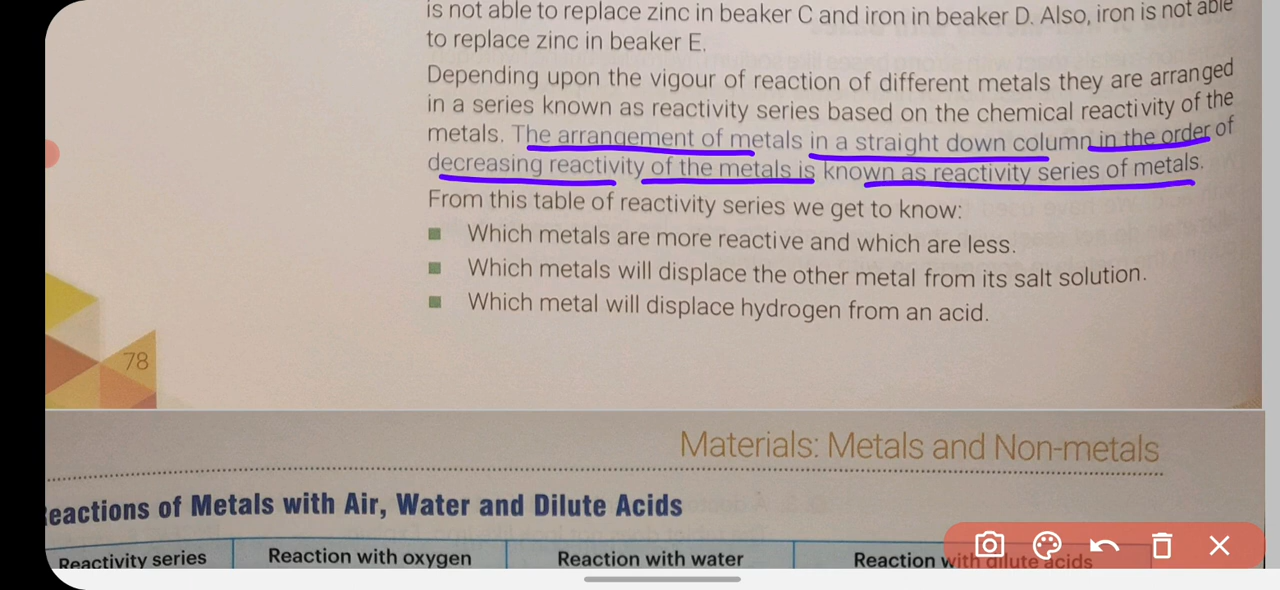 is not able to replace zinc in beaker C and iron in beaker D. Also, iron is not able
to replace zinc in beaker E.
Depending upon the vigour of reaction of different metals they are arranged
in a series known as reactivity series based on the chemical reactivity of the
metals. The arrangement of metals in a straight down column in the order of
decreasing reactivity of the metals is known as reactivity series of metals.
From this table of reactivity series we get to know:
Which metals are more reactive and which are less.
Which metals will displace the other metal from its salt solution.
Which metal will displace hydrogen from an acid.
78
Materials: Metals and Non-metals
eactions of Metals with Air, Water and Dilute Acids
Reactivity series Reaction with oxygen Reaction with water Reaction with dilute acids